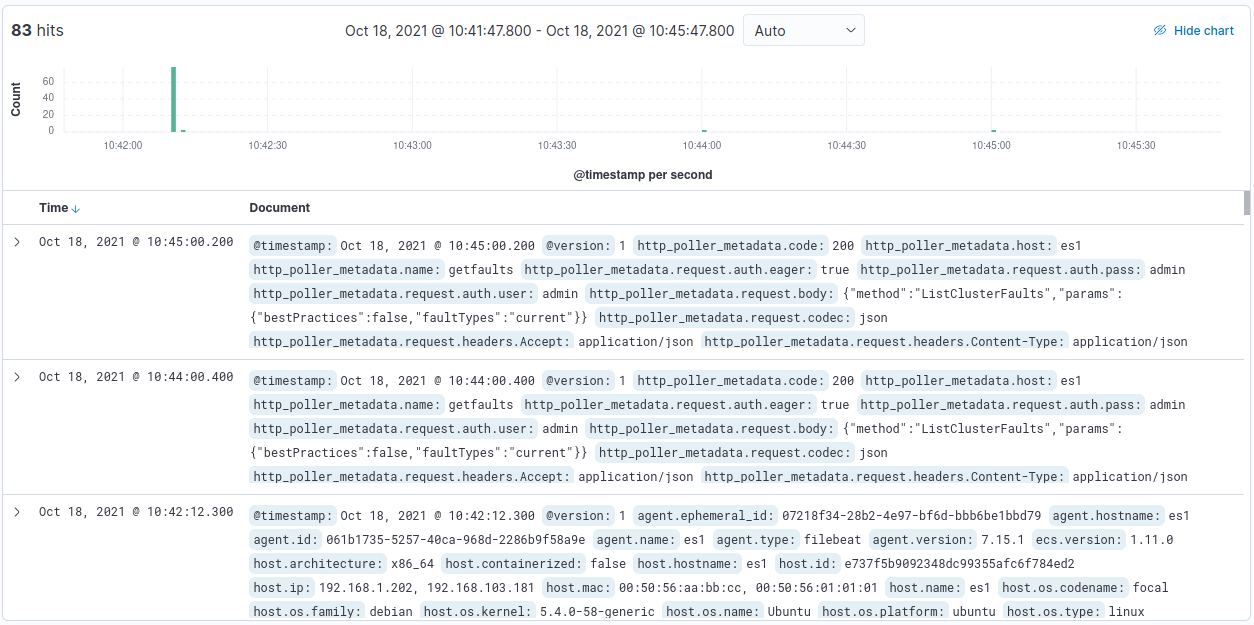 83 hits
Oct 18, 2021 @ 10:41:47.800 - Oct 18, 2021 @ 10:45:47.800
Auto
Hide chart
Count
60
40
20
0
10:42:00 10:42:30 10:43:00 10:43:30 10:44:00 10:44:30 10:45:00 10:45:30
@timestamp per second
Time Document
Oct 18, 2021 @ 10:45:00.200 @timestamp: Oct 18, 2021 @ 10:45:00.200 @version: 1 http_poller_metadata.code: 200 http_poller_metadata.host: es1
http_poller_metadata.name: getfaults http_poller_metadata.request.auth.eager: true http_poller_metadata.request.auth.pass: admin
http_poller_metadata.request.auth.user: admin http_poller_metadata.request.body: {"method":"ListClusterFaults","params":
{"bestPractices":false,"faultTypes":"current"}} http_poller_metadata.request.codec: json
http_poller_metadata.request.headers.Accept: application/json http_poller_metadata.request.headers.Content-Type: application/json
Oct 18, 2021 @ 10:44:00.400 @timestamp: Oct 18, 2021 @ 10:44:00.400 @version: 1 http_poller_metadata.code: 200 http_poller_metadata.host: es1
http_poller_metadata.name: getfaults http_poller_metadata.request.auth.eager: true http_poller_metadata.request.auth.pass: admin
http_poller_metadata.request.auth.user: admin http_poller_metadata.request.body: {"method":"ListClusterFaults","params":
{"bestPractices":false,"faultTypes":"current"}} http_poller_metadata.request.codec: json
http_poller_metadata.request.headers.Accept: application/json http_poller_metadata.request.headers.Content-Type: application/json
Oct 18, 2021 @ 10:42:12.300 @timestamp: Oct 18, 2021 @ 10:42:12.300 @version: 1 agent.ephemeral_id: 07218f34-28b2-4e97-bf6d-bbb6be1bbd79 agent.hostname: es1
agent.id: 061b1735-5257-40ca-968d-2286b9f58a9e agent.name: es1 agent.type: filebeat agent.version: 7.15.1 ecs.version: 1.11.0
host.architecture: x86_64 host.containerized: false host.hostname: es1 host.id: e737f5b9092348dc99355afc6f784ed2
host.ip: 192.168.1.202, 192.168.103.181 host.mac: 00:50:56:aa:bb:cc, 00:50:56:01:01:01 host.name: es1 host.os.codename: focal
host.os.family: debian host.os.kernel: 5.4.0-58-generic host.os.name: Ubuntu host.os.platform: ubuntu host.os.type: linux